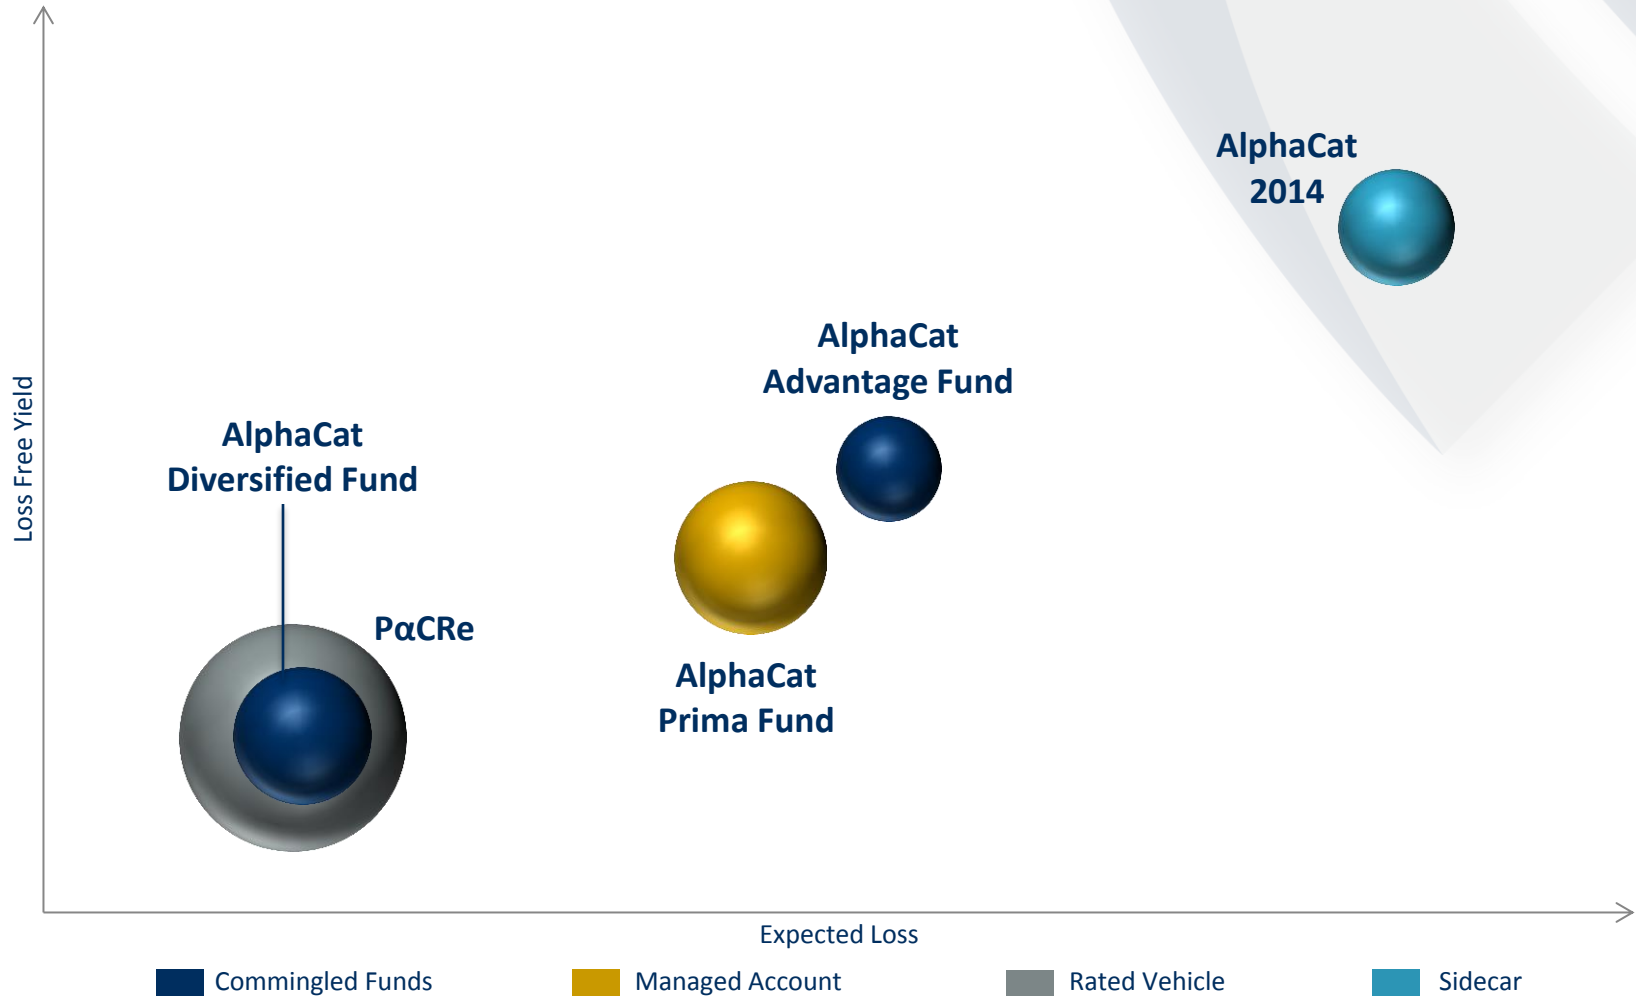 AlphaCat
2014
AlphaCat
Advantage Fund
AlphaCat
Diversified Fund
PαCRe
AlphaCat
Prima Fund
Loss Free Yield
Expected Loss
Commingled Funds
Managed Account
Rated Vehicle
Sidecar